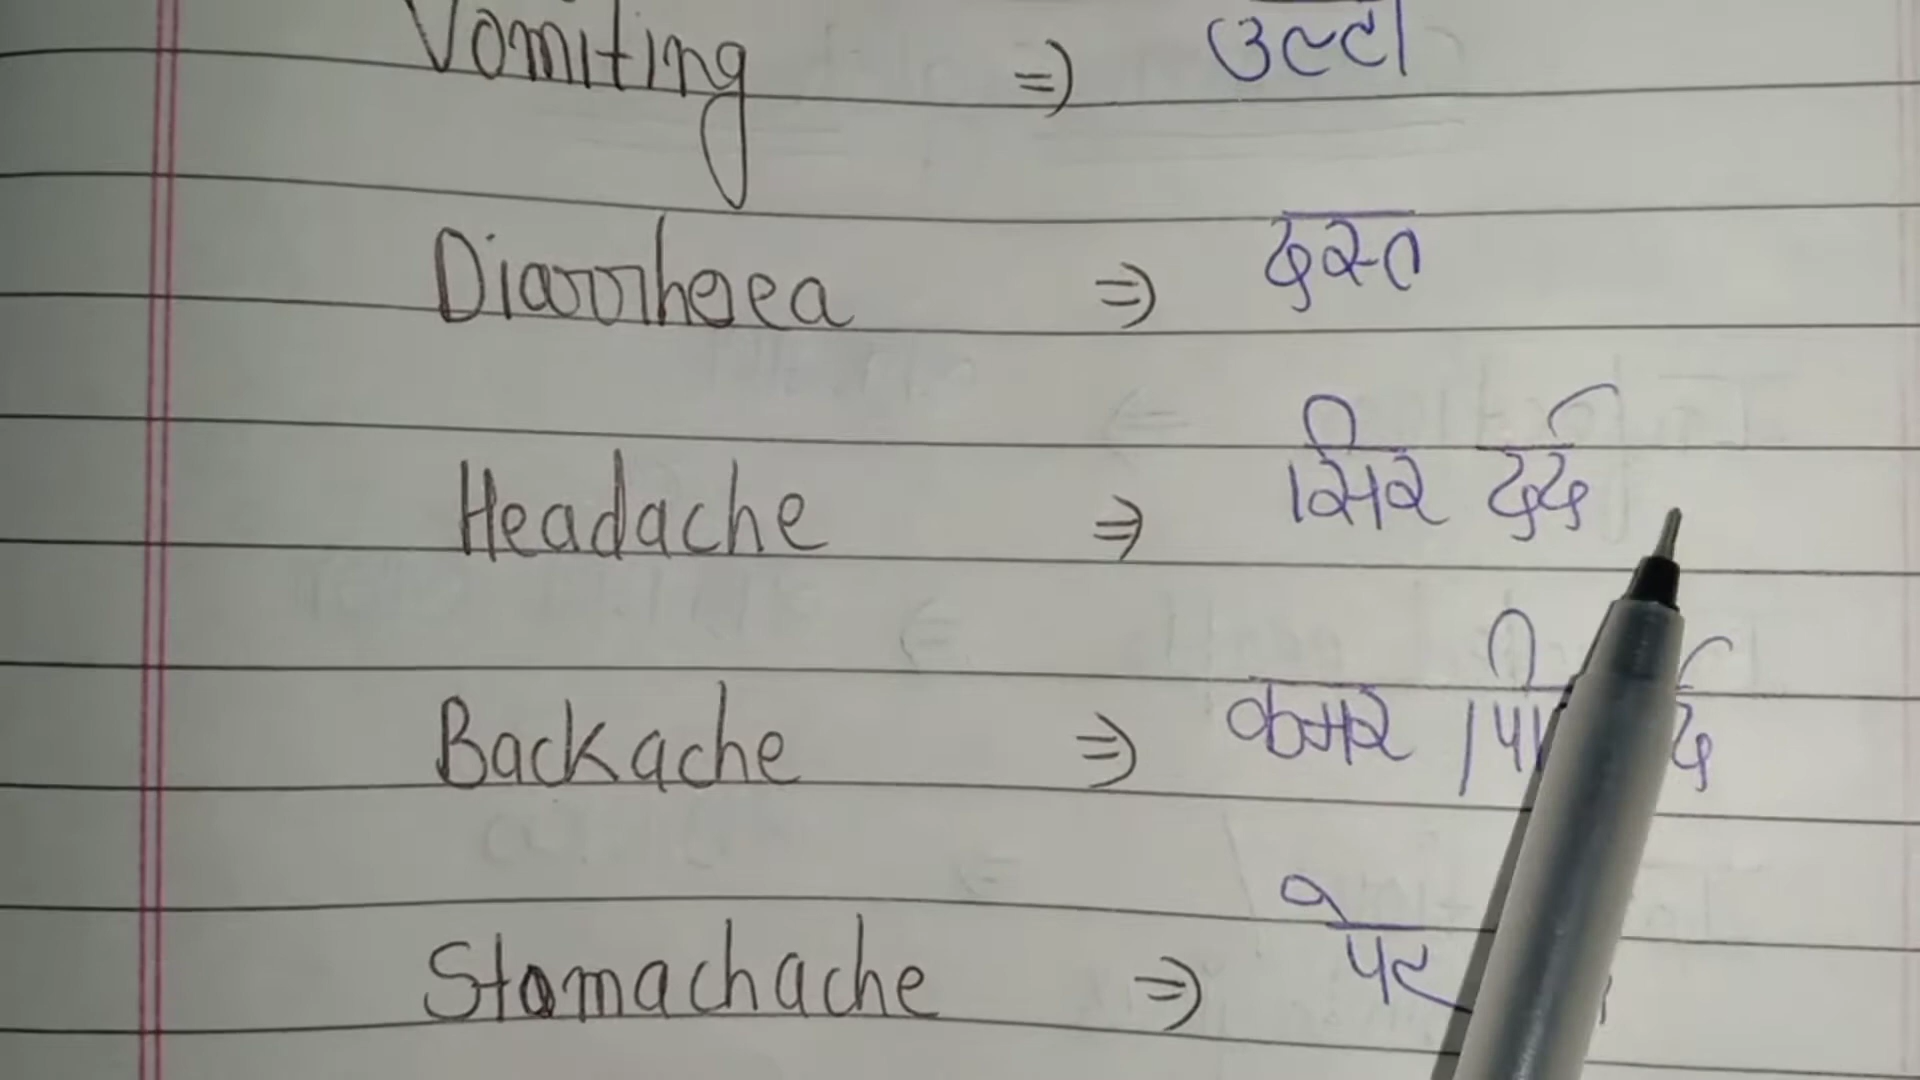 Vomiting => उल्टी
Diarrhoea => दस्त
Headache => सिर दर्द
Backache => कमर
Stomachache => पेट